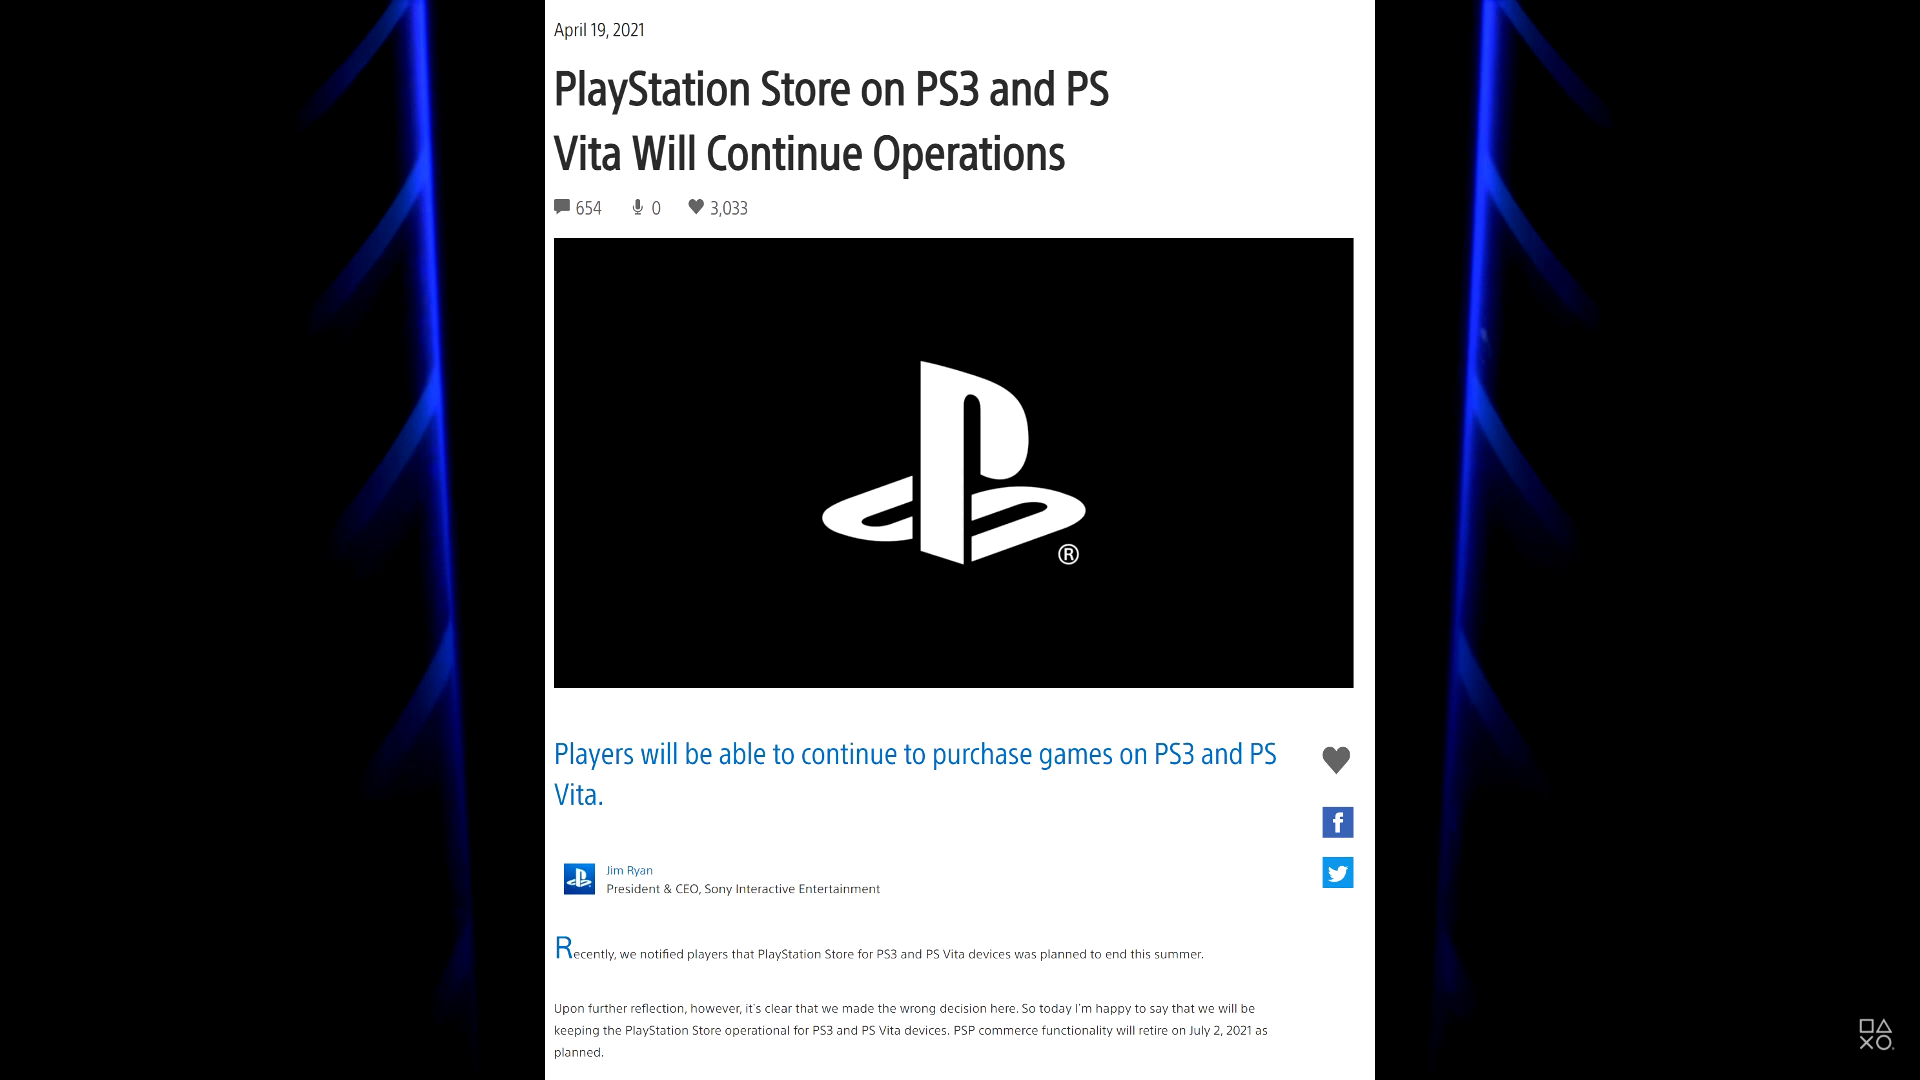 April 19, 2021
PlayStation Store on PS3 and PS
Vita Will Continue Operations
654 0 3,033
®
Players will be able to continue to purchase games on PS3 and PS
Vita.
Jim Ryan
President & CEO, Sony Interactive Entertainment
Recently, we notified players that PlayStation Store for PS3 and PS Vita devices was planned to end this summer.
Upon further reflection, however, it's clear that we made the wrong decision here. So today I'm happy to say that we will be
keeping the PlayStation Store operational for PS3 and PS Vita devices. PSP commerce functionality will retire on July 2, 2021 as
planned.